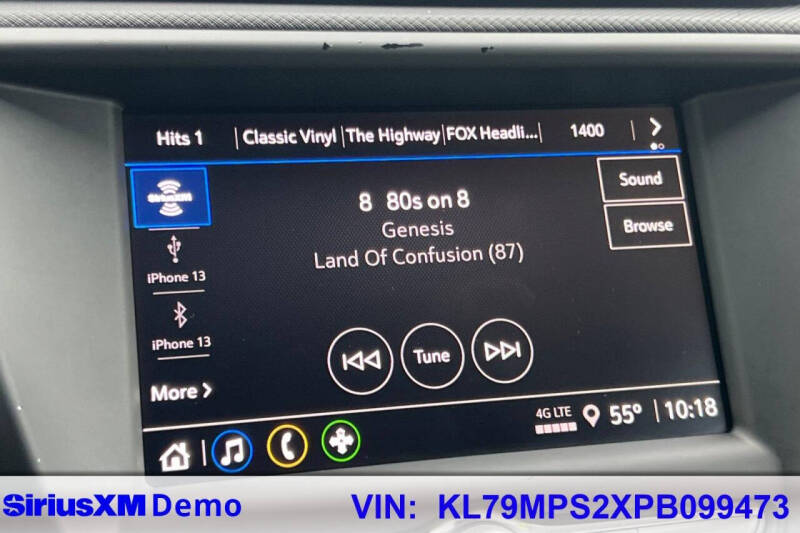 Hits 1 Classic Vinyl The Highway FOX Headli... 1400
SiriusXM
8 80s on 8
Sound
Genesis
Browse
Land Of Confusion (87)
iPhone 13
iPhone 13
Tune
More
4G LTE 55° 10:18
SiriusXM Demo VIN: KL79MPS2XPB099473